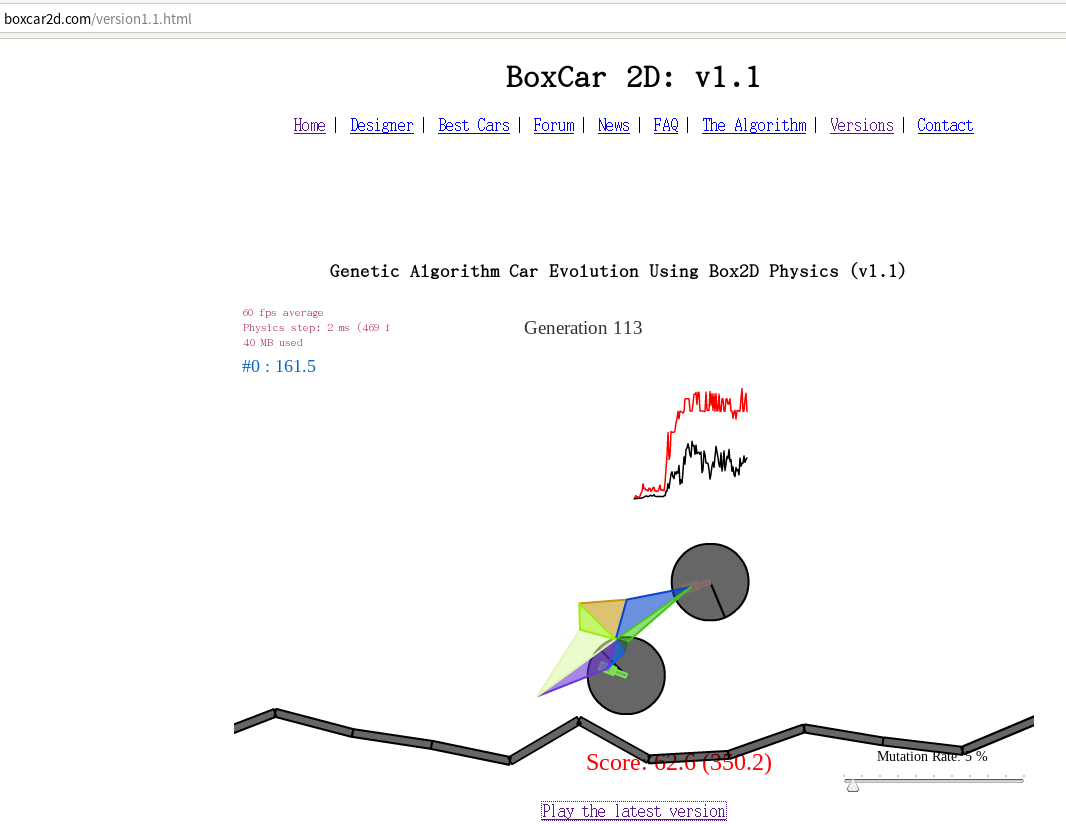 boxcar2d.com/version1.1.html
BoxCar 2D: v1.1
Home | Designer | Best Cars | Forum | News | FAQ | The Algorithm | Versions | Contact
Genetic Algorithm Car Evolution Using Box2D Physics (v1.1)
60 fps average
Physics step: 2 ms (469 f
40 MB used
Generation 113
#0 : 161.5
Score: 62.6 (350.2)
Mutation Rate: 5 %
Play the latest version